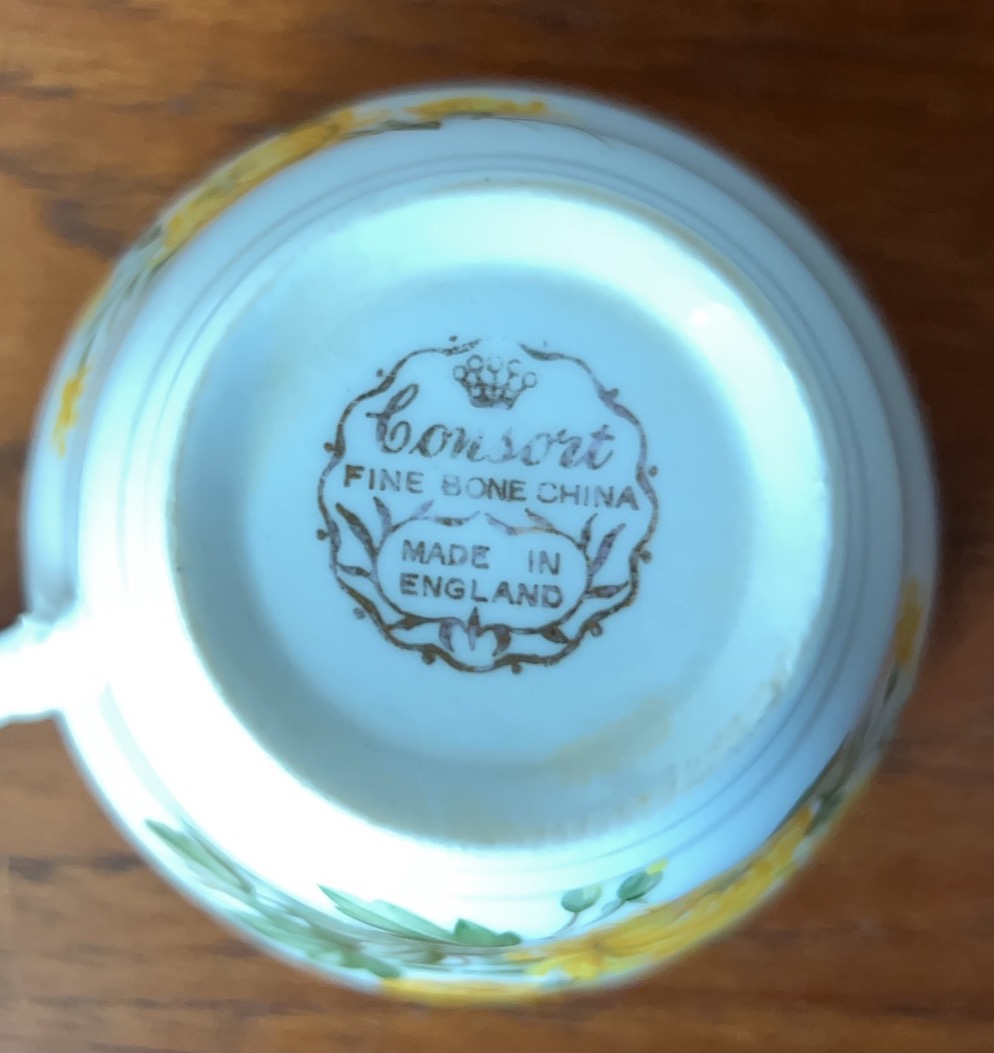 Consort
FINE BONE CHINA
MADE IN
ENGLAND